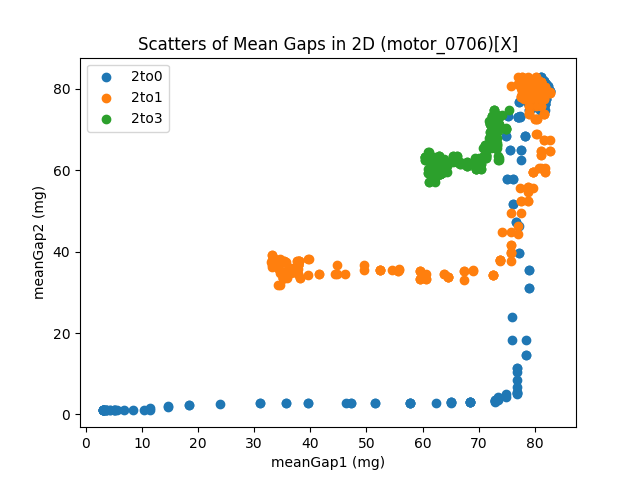 Scatters of Mean Gaps in 2D (motor_0706)[X]
2to0
2to1
2to3
80
60
40
20
0
meanGap2 (mg)
0 10 20 30 40 50 60 70 80
meanGap1 (mg)